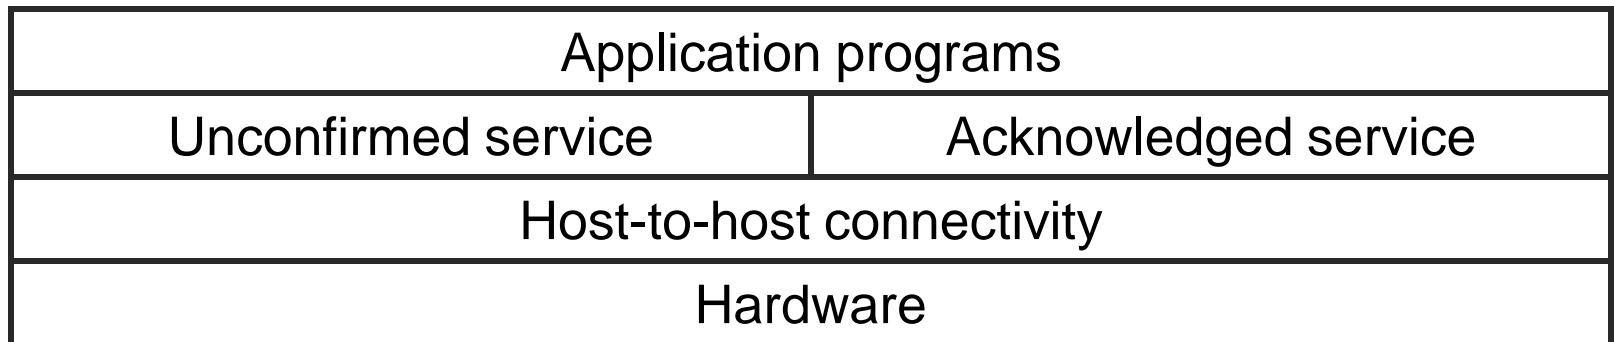 Application programs
Unconfirmed service
Acknowledged service
Host-to-host connectivity
Hardware